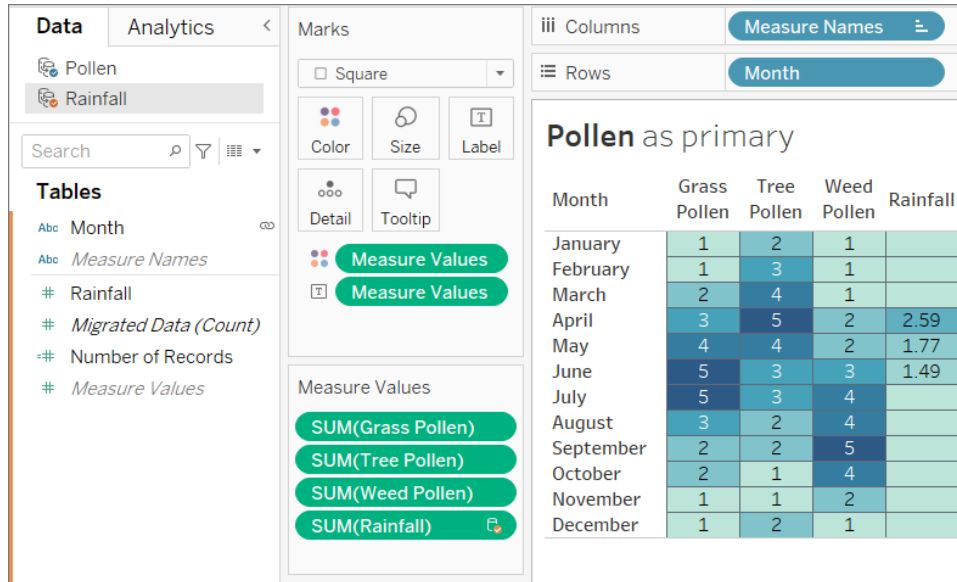 Data Analytics <
Pollen
Rainfall
Search
Tables
Abc Month
Abc Measure Names
# Rainfall
# Migrated Data (Count)
=# Number of Records
# Measure Values
Marks
Square
Color Size Label
Detail Tooltip
Measure Values
T Measure Values
Measure Values
SUM(Grass Pollen)
SUM(Tree Pollen)
SUM(Weed Pollen)
SUM(Rainfall)
iii Columns Measure Names
Rows Month
Pollen as primary
Month Grass Pollen Tree Pollen Weed Pollen Rainfall
January 1 2 1
February 1 3 1
March 2 4 1
April 3 5 2 2.59
May 4 4 2 1.77
June 5 3 3 1.49
July 5 3 4
August 3 2 4
September 2 2 5
October 2 1 4
November 1 1 2
December 1 2 1